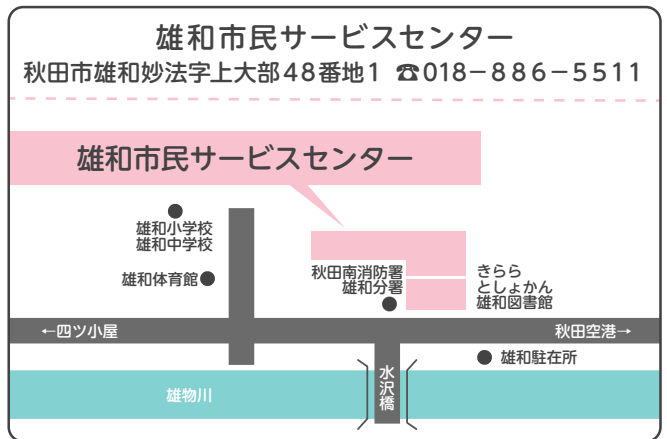 雄和市民サービスセンター
秋田市雄和妙法字上大部48番地1 ☎018−886−5511
雄和市民サービスセンター
雄和小学校
雄和中学校
雄和体育館
秋田南消防署
雄和分署
きらら
としょかん
雄和図書館
←四ツ小屋
秋田空港→
雄和駐在所
水沢橋
雄物川